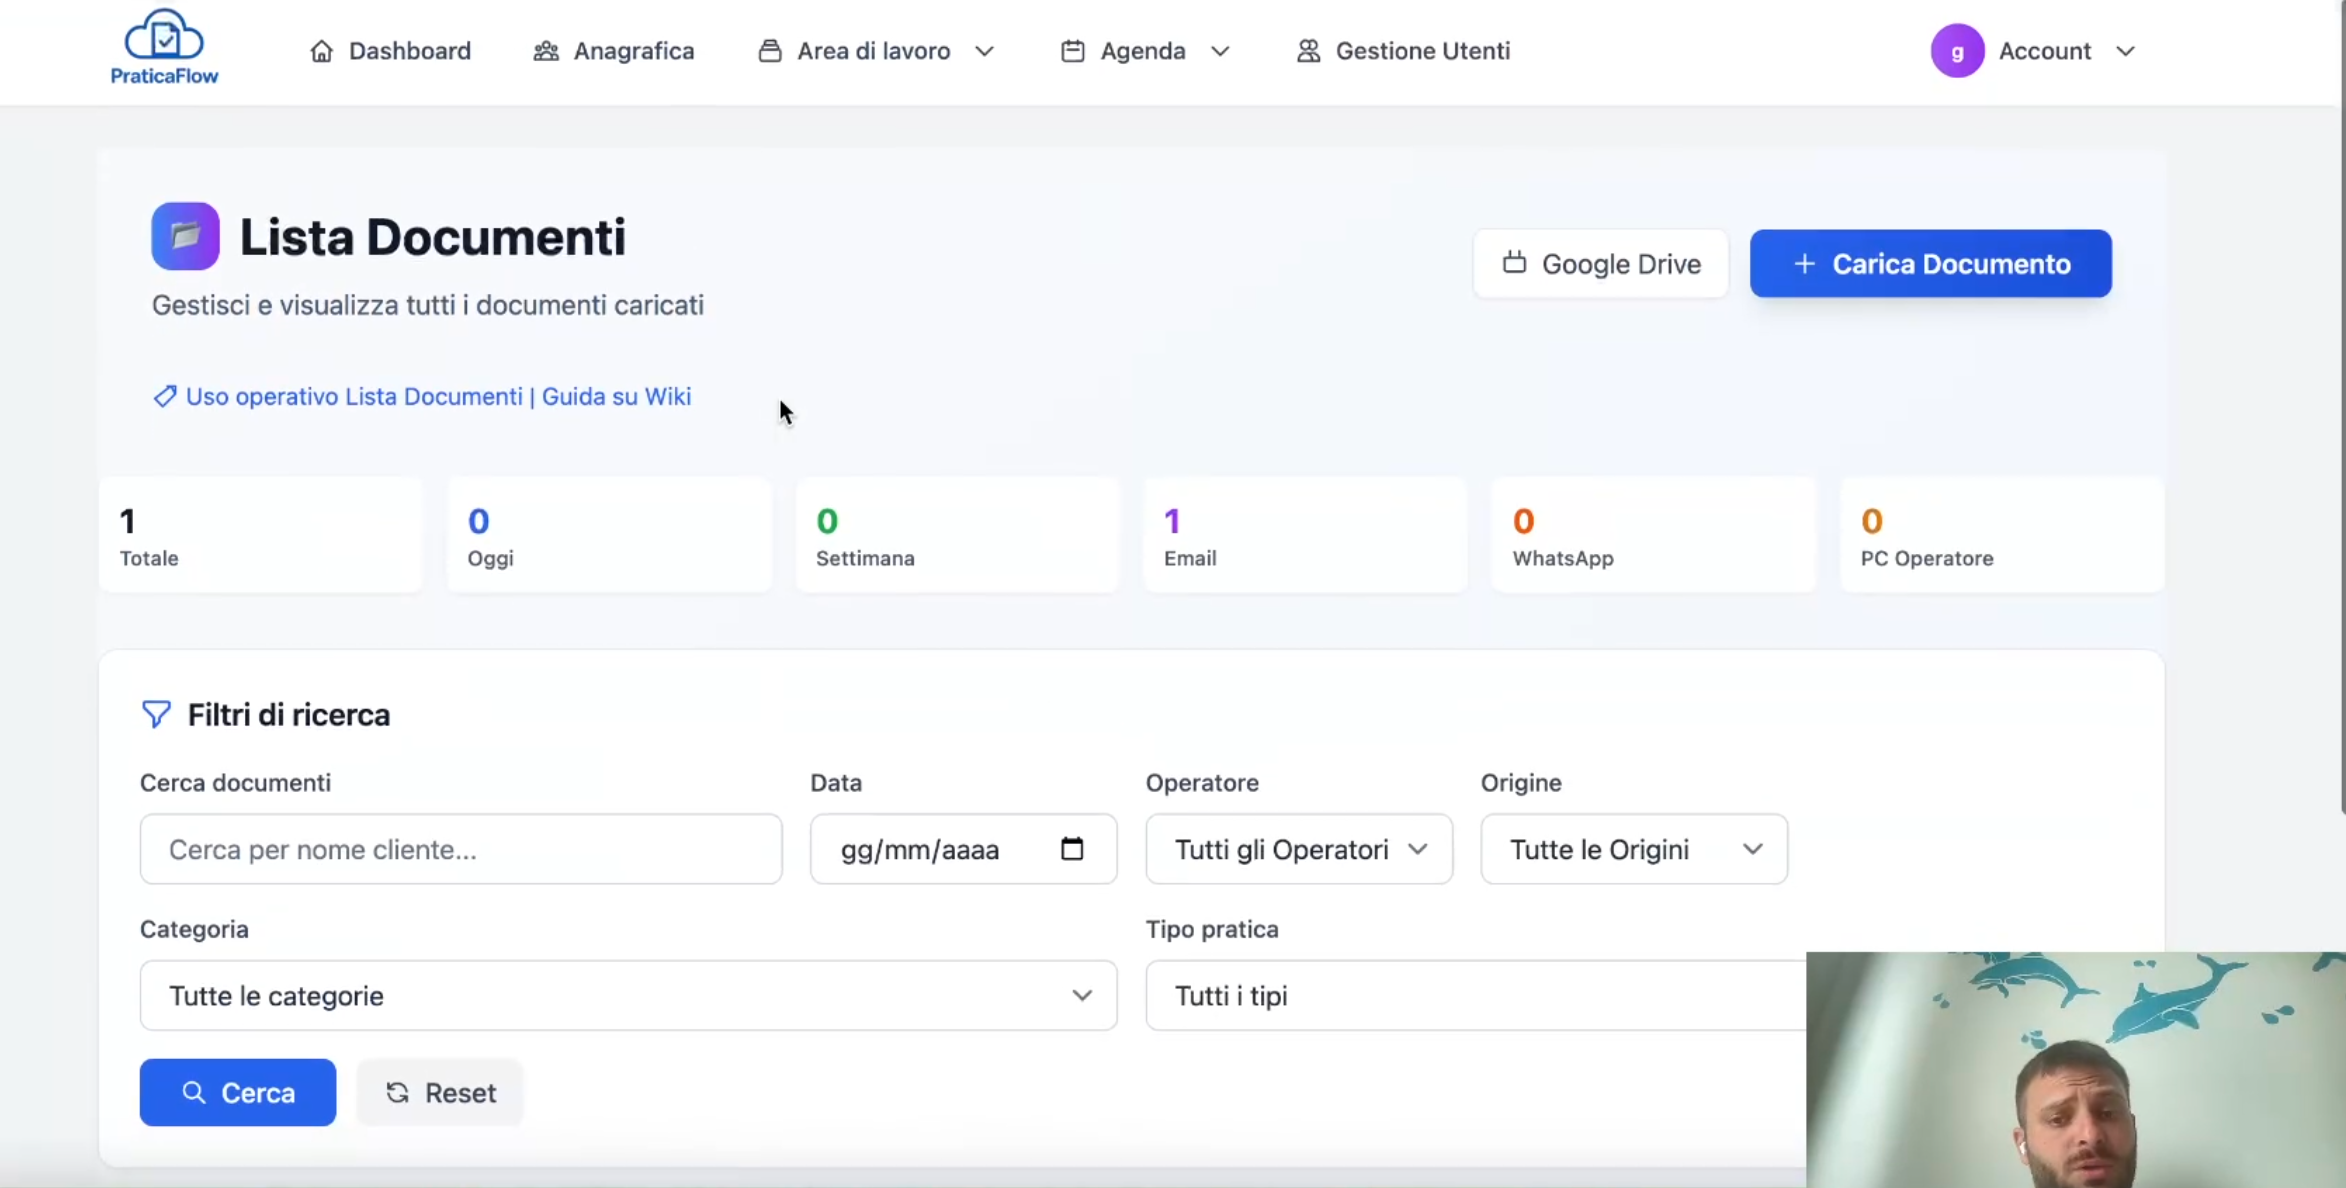 PraticaFlow
Dashboard
Anagrafica
Area di lavoro
Agenda
Gestione Utenti
g
Account
Lista Documenti
Gestisci e visualizza tutti i documenti caricati
Google Drive
+ Carica Documento
Uso operativo Lista Documenti | Guida su Wiki
1
Totale
0
Oggi
0
Settimana
1
Email
0
WhatsApp
0
PC Operatore
Filtri di ricerca
Cerca documenti
Cerca per nome cliente...
Data
gg/mm/aaaa
Operatore
Tutti gli Operatori
Origine
Tutte le Origini
Categoria
Tutte le categorie
Tipo pratica
Tutti i tipi
Cerca
Reset